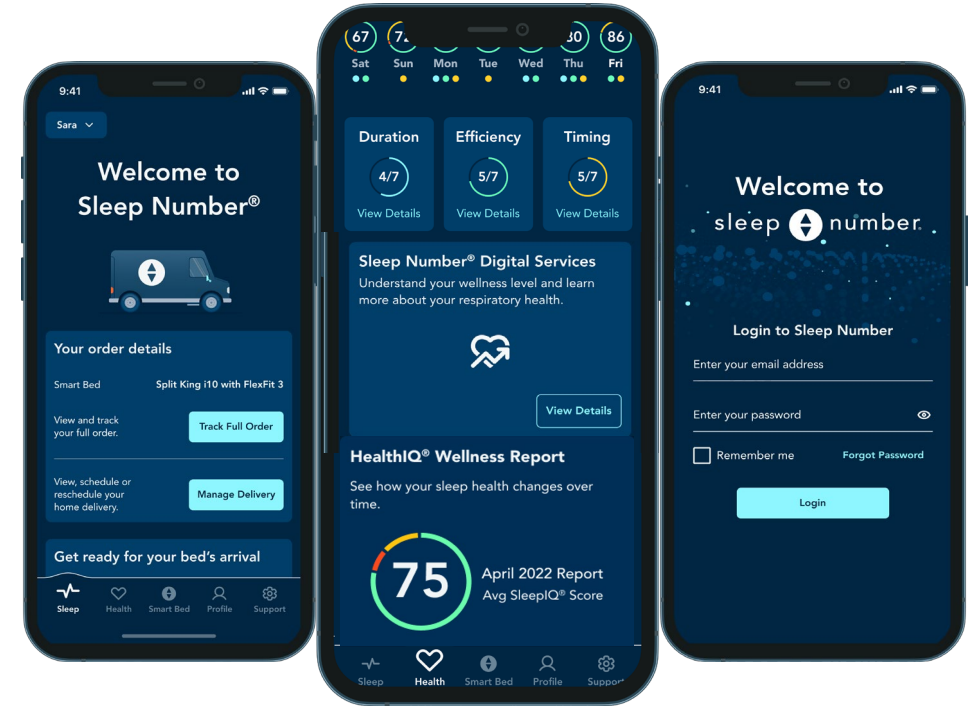 9:41
Sara
Welcome to
Sleep Number®
Your order details
Smart Bed Split King i10 with FlexFit 3
View and track
your full order.
Track Full Order
View, schedule or
reschedule your
home delivery.
Manage Delivery
Get ready for your bed's arrival
Sleep Health Smart Bed Profile Support
67 86
Sat Sun Mon Tue Wed Thu Fri
Duration Efficiency Timing
4/7 5/7 5/7
View Details View Details View Details
Sleep Number® Digital Services
Understand your wellness level and learn
more about your respiratory health.
View Details
HealthIQ® Wellness Report
See how your sleep health changes over
time.
75
April 2022 Report
Avg SleepIQ® Score
Sleep Health Smart Bed Profile Support
9:41
Welcome to
sleep number
Login to Sleep Number
Enter your email address
Enter your password
Remember me Forgot Password
Login